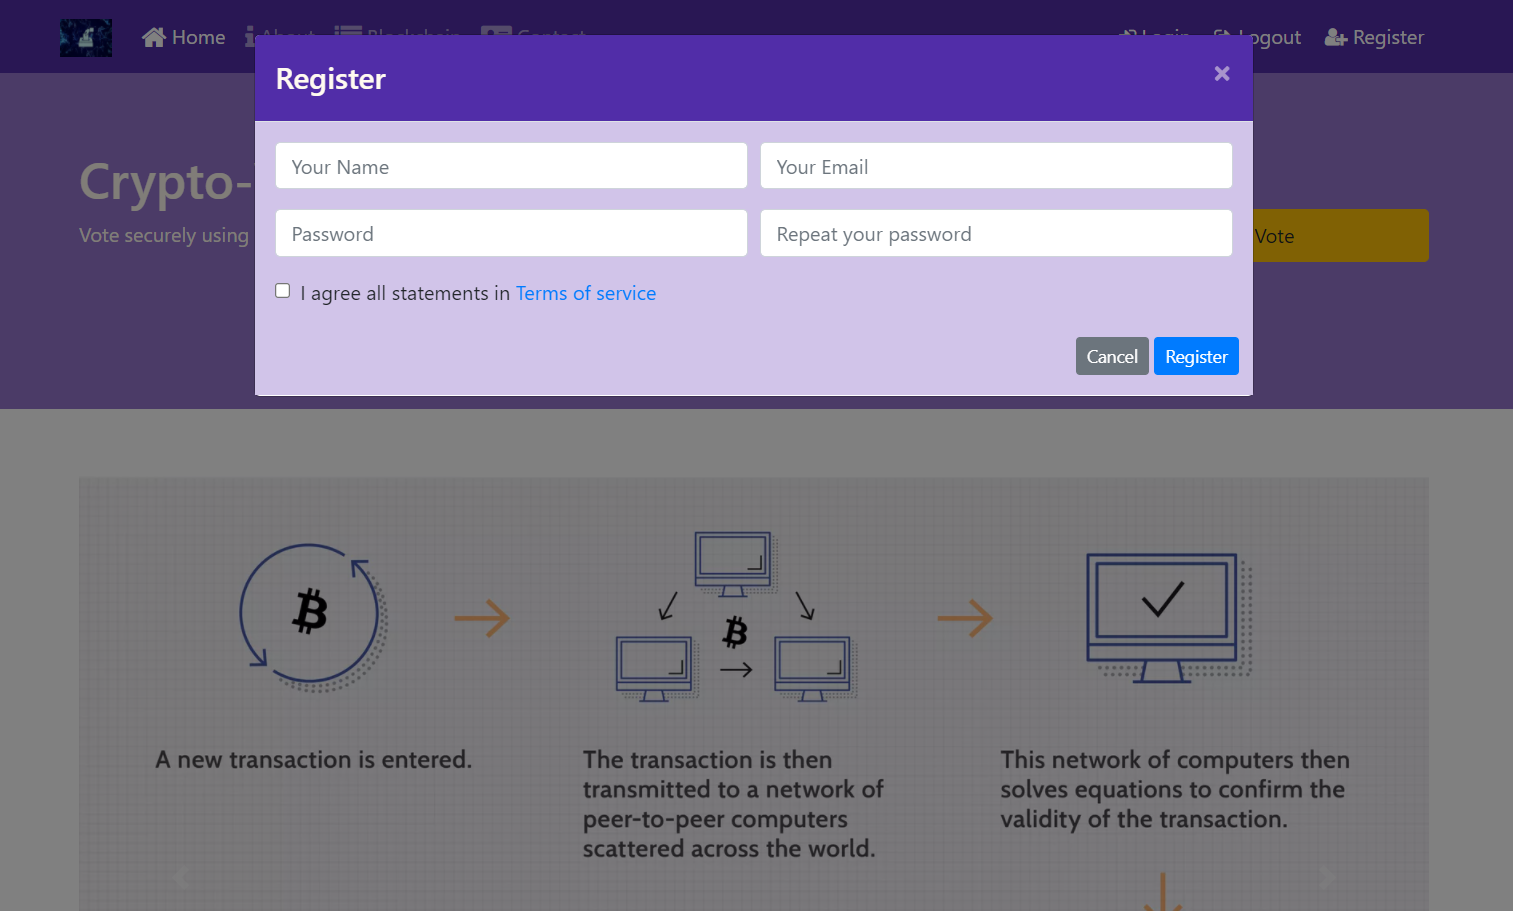 Home About Blockchain Contact Login Logout Register
Register ×
Your Name Your Email
Password Repeat your password
I agree all statements in Terms of service
Cancel Register
Crypto-
Vote securely using
Vote
A new transaction is entered.
The transaction is then
transmitted to a network of
peer-to-peer computers
scattered across the world.
This network of computers then
solves equations to confirm the
validity of the transaction.